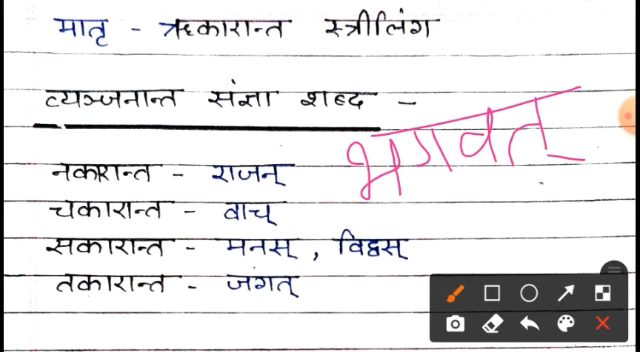 मातृ - ऋकारान्त स्त्रीलिंग
व्यञ्जनान्त संज्ञा शब्द -
भगवत्
नकारान्त - राजन्
चकारान्त - वाच्
सकारान्त - मनस् , विद्वस्
तकारान्त - जगत्